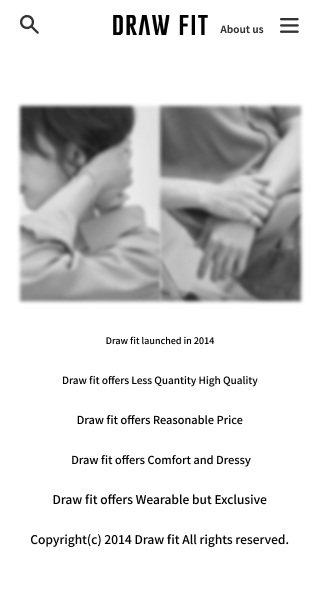 DRAW FIT
About us
Draw fit launched in 2014
Draw fit offers Less Quantity High Quality
Draw fit offers Reasonable Price
Draw fit offers Comfort and Dressy
Draw fit offers Wearable but Exclusive
Copyright(c) 2014 Draw fit All rights reserved.